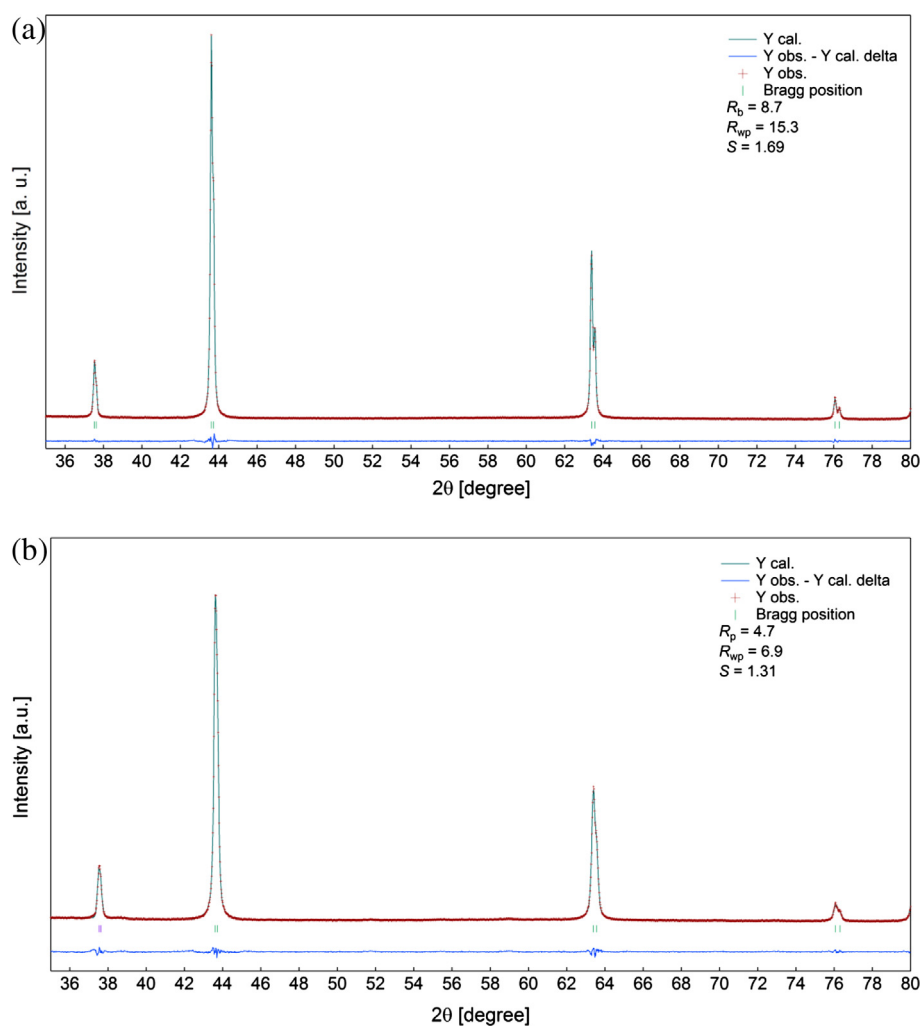 (a)
Y cal.
Y obs. - Y cal. delta
Y obs.
Bragg position
Rb = 8.7
Rwp = 15.3
S = 1.69
Intensity [a. u.]
36 38 40 42 44 46 48 50 52 54 56 58 60 62 64 66 68 70 72 74 76 78 80
2θ [degree]
(b)
Y cal.
Y obs. - Y cal. delta
Y obs.
Bragg position
Rp = 4.7
Rwp = 6.9
S = 1.31
Intensity [a.u.]
36 38 40 42 44 46 48 50 52 54 56 58 60 62 64 66 68 70 72 74 76 78 80
2θ [degree]